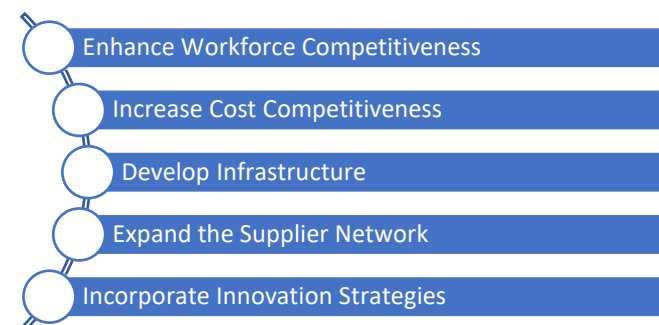 Enhance Workforce Competitiveness
Increase Cost Competitiveness
Develop Infrastructure
Expand the Supplier Network
Incorporate Innovation Strategies